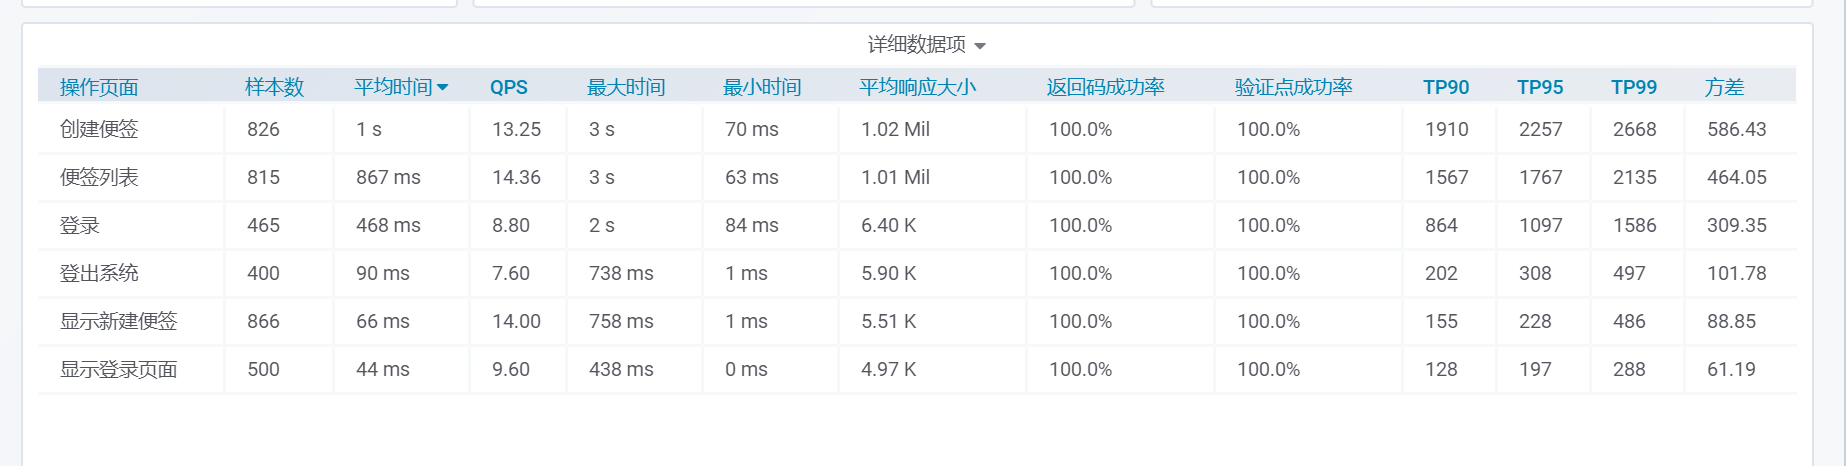 详细数据项
操作页面 样本数 平均时间 QPS 最大时间 最小时间 平均响应大小 返回码成功率 验证点成功率 TP90 TP95 TP99 方差
创建便签 826 1 s 13.25 3 s 70 ms 1.02 Mil 100.0% 100.0% 1910 2257 2668 586.43
便签列表 815 867 ms 14.36 3 s 63 ms 1.01 Mil 100.0% 100.0% 1567 1767 2135 464.05
登录 465 468 ms 8.80 2 s 84 ms 6.40 K 100.0% 100.0% 864 1097 1586 309.35
登出系统 400 90 ms 7.60 738 ms 1 ms 5.90 K 100.0% 100.0% 202 308 497 101.78
显示新建便签 866 66 ms 14.00 758 ms 1 ms 5.51 K 100.0% 100.0% 155 228 486 88.85
显示登录页面 500 44 ms 9.60 438 ms 0 ms 4.97 K 100.0% 100.0% 128 197 288 61.19